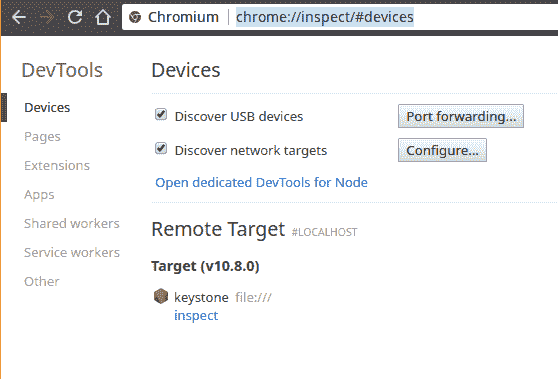 Chromium chrome://inspect/#devices
DevTools
Devices
Pages
Extensions
Apps
Shared workers
Service workers
Other
Devices
Discover USB devices Port forwarding...
Discover network targets Configure...
Open dedicated DevTools for Node
Remote Target #LOCALHOST
Target (v10.8.0)
keystone file:///
inspect